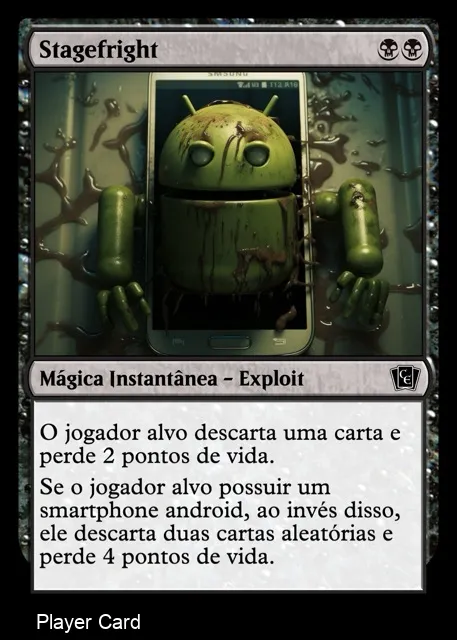 Stagefright
SAMSUNG
Mágica Instantânea – Exploit
CE
O jogador alvo descarta uma carta e
perde 2 pontos de vida.
Se o jogador alvo possuir um
smartphone android, ao invés disso,
ele descarta duas cartas aleatórias e
perde 4 pontos de vida.
Player Card